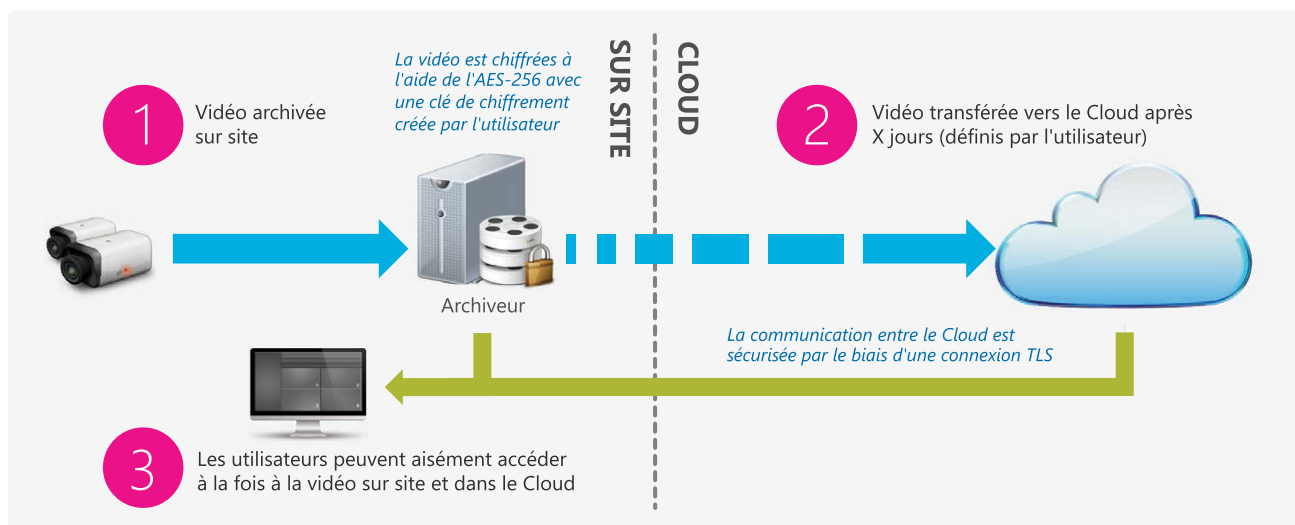 1
Vidéo archivée
sur site
La vidéo est chiffrées à
l'aide de l'AES-256 avec
une clé de chiffrement
créée par l'utilisateur
SUR SITE
CLOUD
2
Vidéo transférée vers le Cloud après
X jours (définis par l'utilisateur)
Archiveur
La communication entre le Cloud est
sécurisée par le biais d'une connexion TLS
3
Les utilisateurs peuvent aisément accéder
à la fois à la vidéo sur site et dans le Cloud